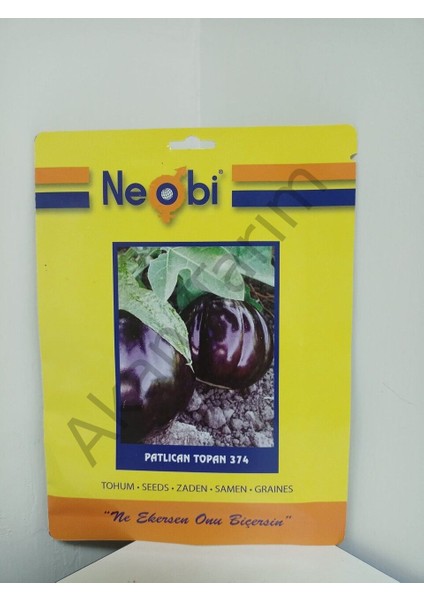 Neobi®
PATLICAN TOPAN 374
TOHUM • SEEDS • ZADEN • SAMEN • GRAINES
"Ne Ekersen Onu Biçersin"